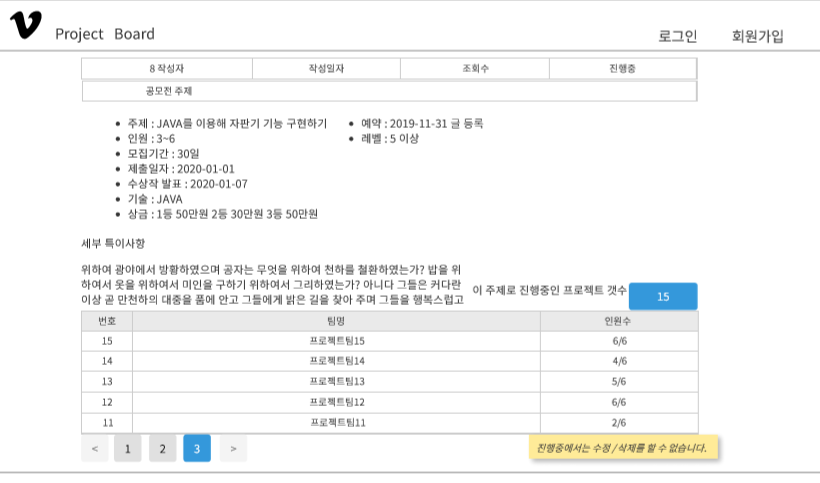 Project Board 로그인 회원가입
8 작성자 작성일자 조회수 진행중
공모전 주제
주제 : JAVA를 이용해 자판기 기능 구현하기
인원 : 3~6
모집기간 : 30일
제출일자 : 2020-01-01
수상작 발표 : 2020-01-07
기술 : JAVA
상금 : 1등 50만원 2등 30만원 3등 50만원
예약 : 2019-11-31 글 등록
레벨 : 5 이상
세부 특이사항
위하여 광야에서 방황하였으며 공자는 무엇을 위하여 천하를 철환하였는가? 밥을 위
하여서 옷을 위하여서 미인을 구하기 위하여서 그리하였는가? 아니다 그들은 커다란
이상 곧 만천하의 대중을 품에 안고 그들에게 밝은 길을 찾아 주며 그들을 행복스럽고
이 주제로 진행중인 프로젝트 갯수 15
번호 팀명 인원수
15 프로젝트팀15 6/6
14 프로젝트팀14 4/6
13 프로젝트팀13 5/6
12 프로젝트팀12 6/6
11 프로젝트팀11 2/6
< 1 2 3 >
진행중에서는 수정 / 삭제를 할 수 없습니다.